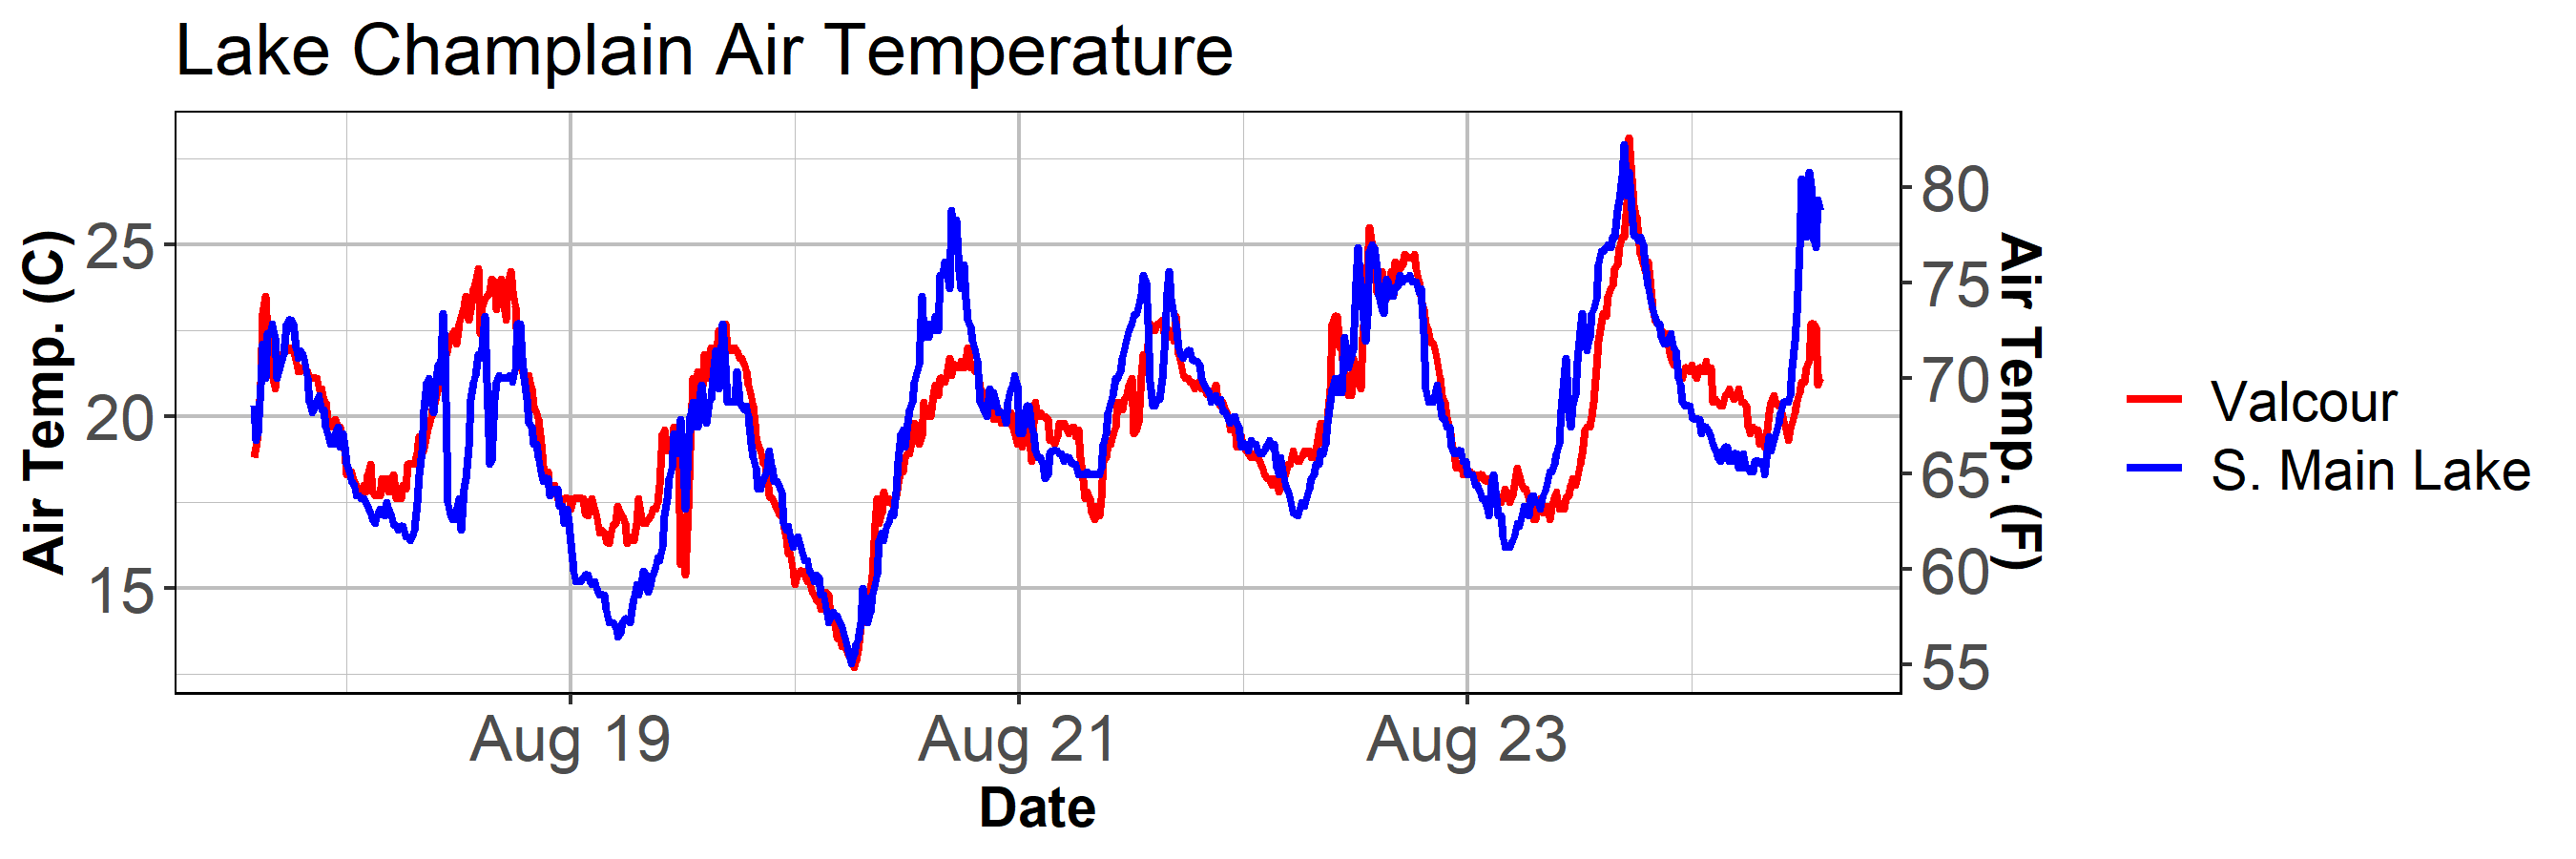 Lake Champlain Air Temperature
Air Temp. (C)
25
20
15
80
75
70
65
60
55
Air Temp. (F)
Aug 19
Aug 21
Aug 23
Date
Valcour
S. Main Lake